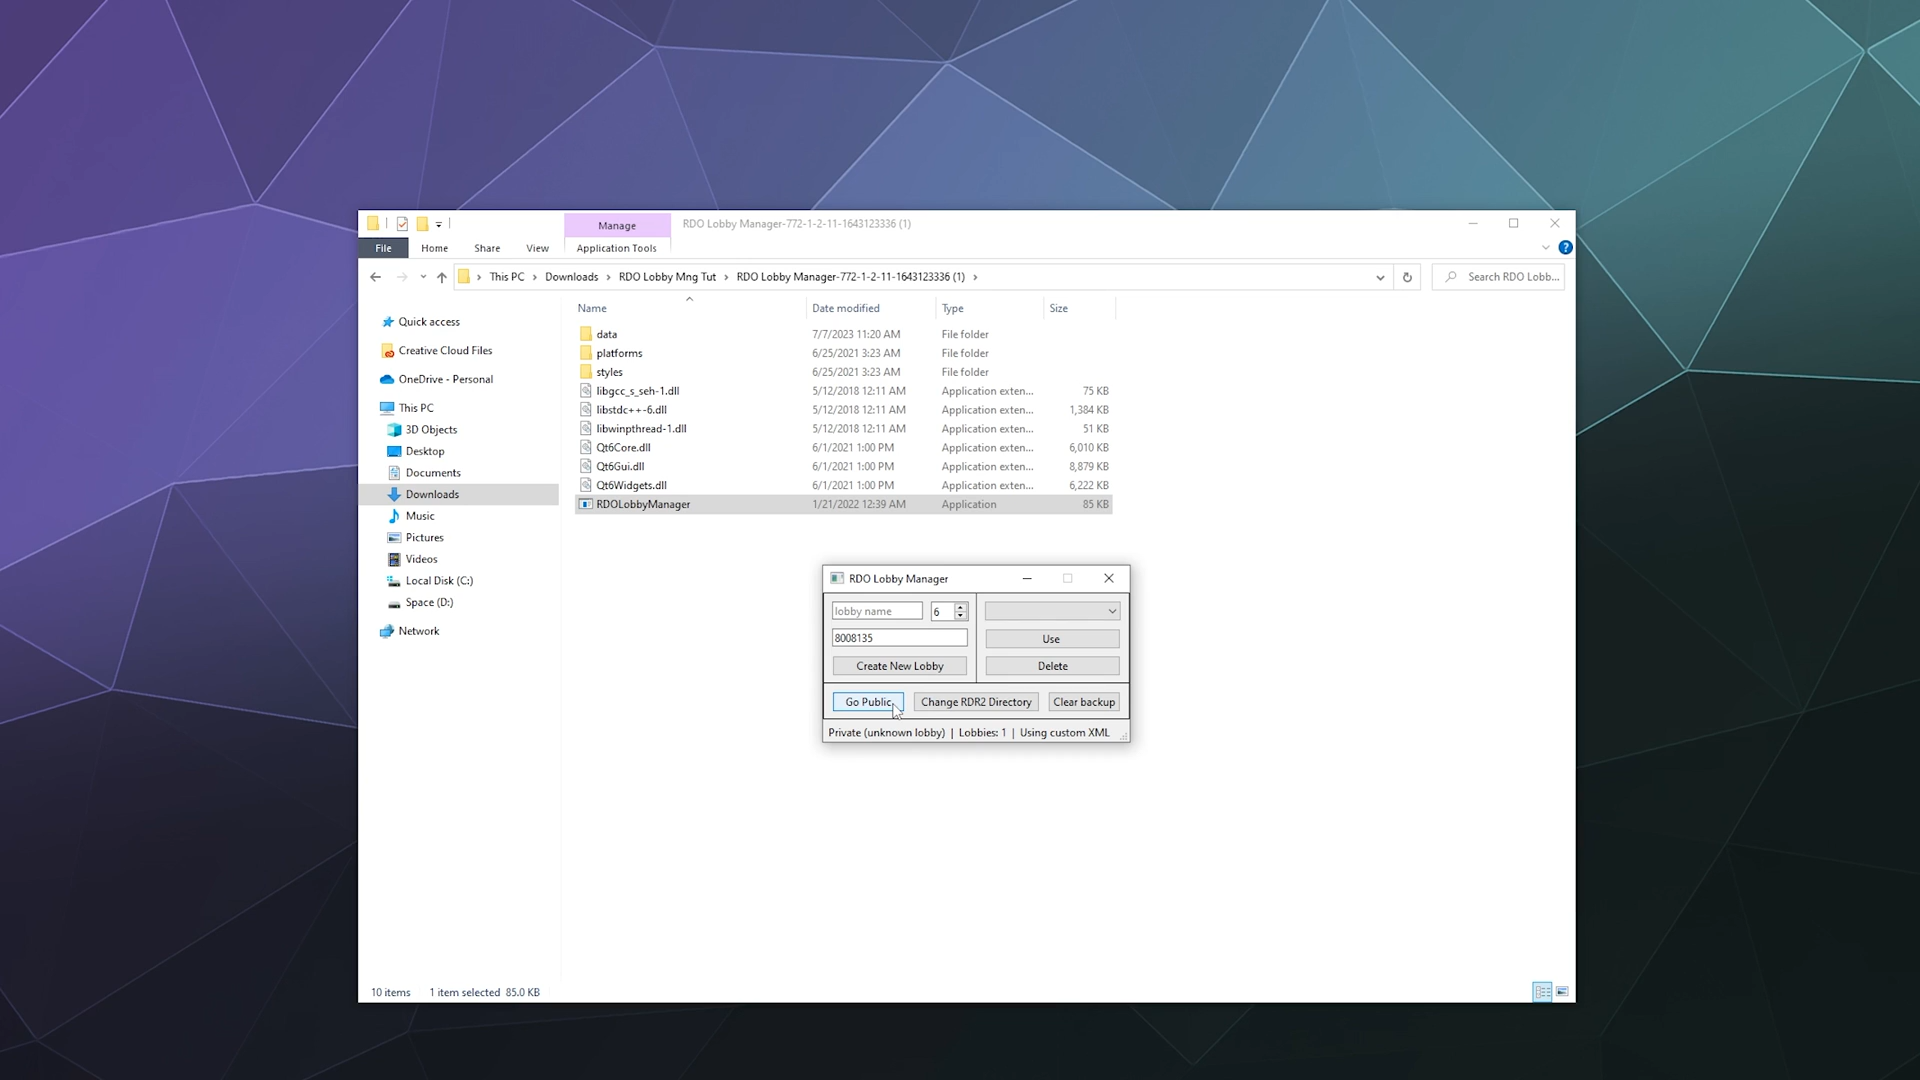 Manage
RDO Lobby Manager-772-1-2-11-1643123336 (1)
File
Home
Share
View
Application Tools
This PC
Downloads
RDO Lobby Mng Tut
RDO Lobby Manager-772-1-2-11-1643123336 (1)
Search RDO Lobb...
Name
Date modified
Type
Size
Quick access
Creative Cloud Files
OneDrive - Personal
This PC
3D Objects
Desktop
Documents
Downloads
Music
Pictures
Videos
Local Disk (C:)
Space (D:)
Network
data 7/7/2023 11:20 AM File folder
platforms 6/25/2021 3:23 AM File folder
styles 6/25/2021 3:23 AM File folder
libgcc_s_seh-1.dll 5/12/2018 12:11 AM Application exten... 75 KB
libstdc++-6.dll 5/12/2018 12:11 AM Application exten... 1,384 KB
libwinpthread-1.dll 5/12/2018 12:11 AM Application exten... 51 KB
Qt6Core.dll 6/1/2021 1:00 PM Application exten... 6,010 KB
Qt6Gui.dll 6/1/2021 1:00 PM Application exten... 8,879 KB
Qt6Widgets.dll 6/1/2021 1:00 PM Application exten... 6,222 KB
RDOLobbyManager 1/21/2022 12:39 AM Application 85 KB
RDO Lobby Manager
lobby name 6
8008135 Use
Create New Lobby Delete
Go Public Change RDR2 Directory Clear backup
Private (unknown lobby) | Lobbies: 1 | Using custom XML
10 items 1 item selected 85.0 KB